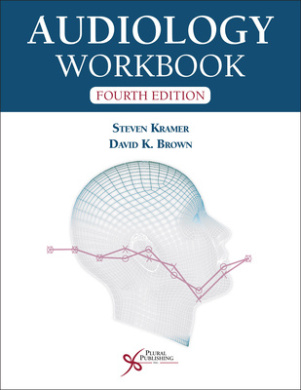 AUDIOLOGY
WORKBOOK
FOURTH EDITION
STEVEN KRAMER
DAVID K. BROWN
PLURAL
PUBLISHING